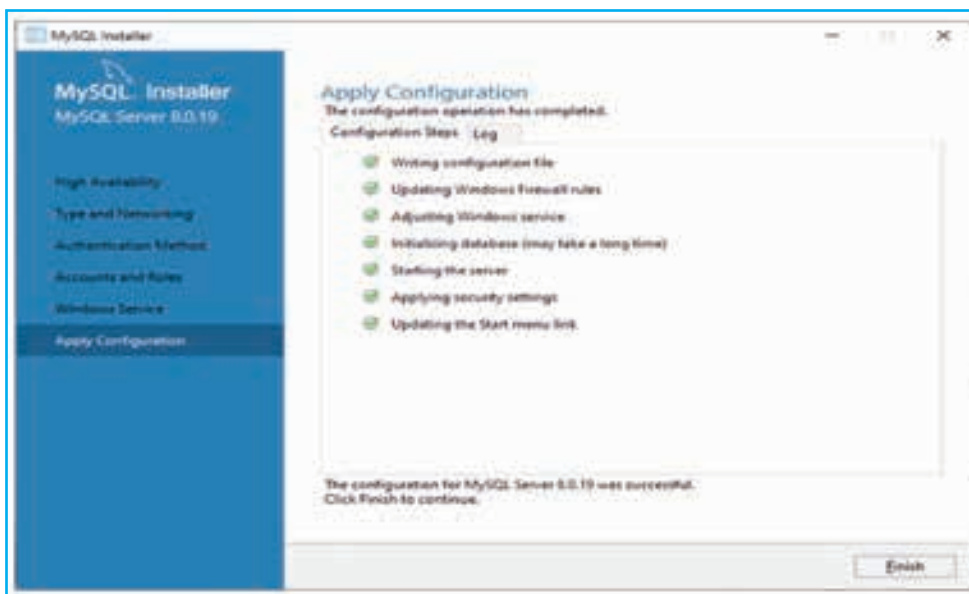 MySQL Installer
MySQL Installer
MySQL Server 8.0.19
High Availability
Type and Networking
Authentication Method
Accounts and Roles
Windows Service
Apply Configuration
Apply Configuration
The configuration operation has completed.
Configuration Steps Log
Writing configuration file
Updating Windows Firewall rules
Adjusting Windows service
Initializing database (may take a long time)
Starting the server
Applying security settings
Updating the Start menu link
The configuration for MySQL Server 8.0.19 was successful.
Click Finish to continue.
Finish